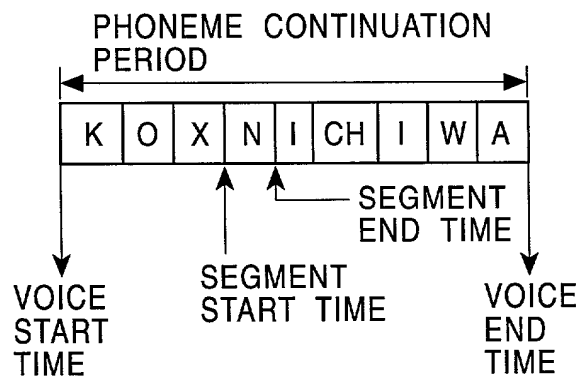 PHONEME CONTINUATION
PERIOD
K O X N I CH I W A
SEGMENT
END TIME
SEGMENT
START TIME
VOICE
START
TIME
VOICE
END
TIME